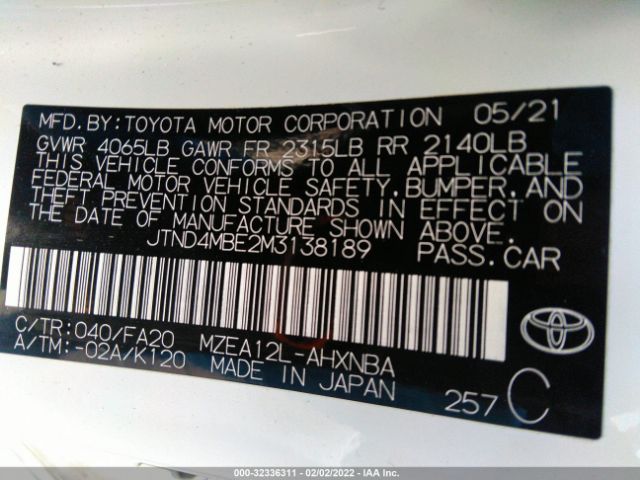 MFD.BY:TOYOTA MOTOR CORPORATION 05/21
GVWR 4065LB GAWR FR 2315LB RR 2140LB
THIS VEHICLE CONFORMS TO ALL APPLICABLE
FEDERAL MOTOR VEHICLE SAFETY,BUMPER,AND
THEFT PREVENTION STANDARDS IN EFFECT ON
THE DATE OF MANUFACTURE SHOWN ABOVE.
JTND4MBE2M3138189 PASS.CAR
C/TR:040/FA20 MZEA12L-AHXNBA
A/TM:-02A/K120 MADE IN JAPAN 257 C
000-32336311 - 02/02/2022 - IAA Inc.